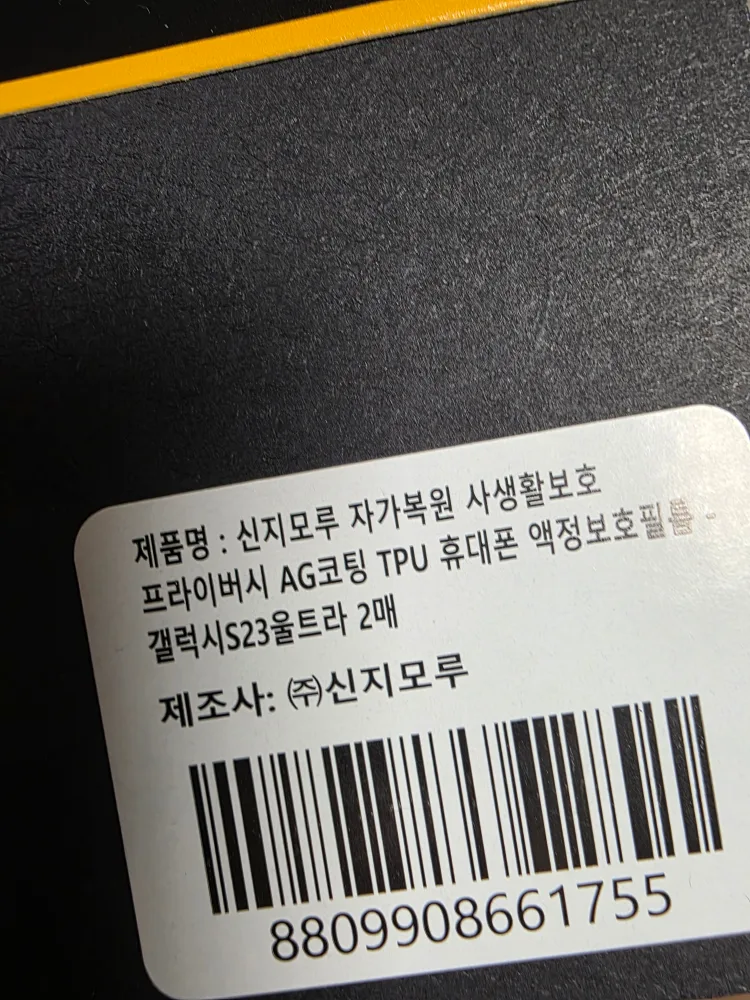 제품명 : 신지모루 자가복원 사생활보호
프라이버시 AG코팅 TPU 휴대폰 액정보호필름 -
갤럭시S23울트라 2매
제조사: ㈜신지모루
8809908661755